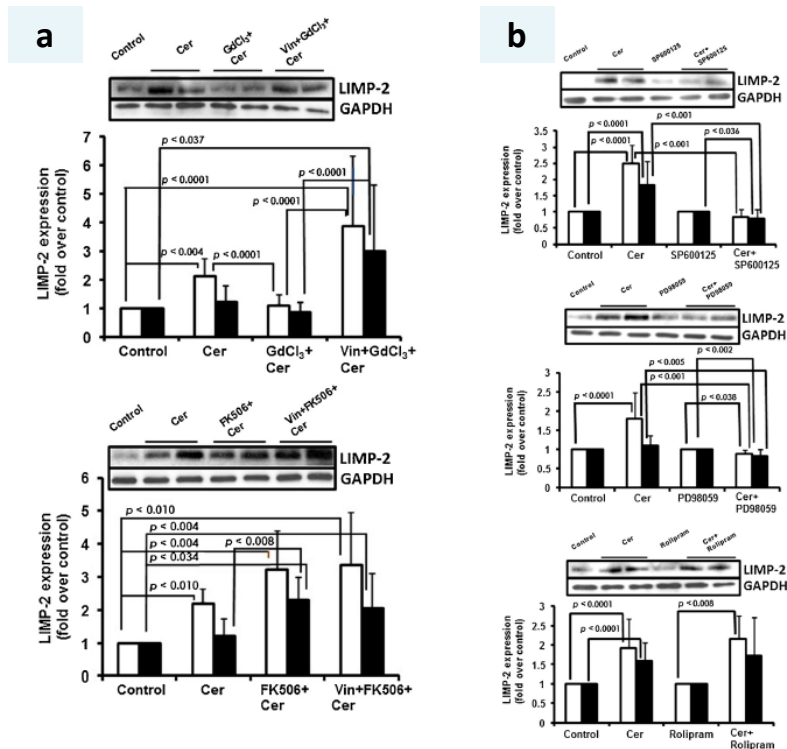 a
Control
Cer
GdCl₃+
Cer
Vin+GdCl₃+
Cer
LIMP-2
GAPDH
LIMP-2 expression
(fold over control)
7
6
5
4
3
2
1
0
p < 0.037
p < 0.0001
p < 0.0001
p < 0.0001
p < 0.004
p < 0.0001
Control
Cer
GdCl₃+
Cer
Vin+GdCl₃+
Cer
Control
Cer
FK506+
Cer
Vin+FK506+
Cer
LIMP-2
GAPDH
LIMP-2 expression
(fold over control)
6
5
4
3
2
1
0
p < 0.010
p < 0.004
p < 0.004
p < 0.008
p < 0.034
p < 0.010
Control
Cer
FK506+
Cer
Vin+FK506+
Cer
b
Control
Cer
SP600125
Cer+
SP600125
LIMP-2
GAPDH
LIMP-2 expression
(fold over control)
3.5
3
2.5
2
1.5
1
0.5
0
p < 0.0001
p < 0.001
p < 0.036
p < 0.0001
p < 0.001
Control
Cer
SP600125
Cer+
SP600125
Control
Cer
PD98059
Cer+
PD98059
LIMP-2
GAPDH
LIMP-2 expression
(fold over control)
3
2.5
2
1.5
1
0.5
0
p < 0.002
p < 0.005
p < 0.001
p < 0.0001
p < 0.038
Control
Cer
PD98059
Cer+
PD98059
Control
Cer
Rolipram
Cer+
Rolipram
LIMP-2
GAPDH
LIMP-2 expression
(fold over control)
3
2.5
2
1.5
1
0.5
0
p < 0.0001
p < 0.008
p < 0.0001
Control
Cer
Rolipram
Cer+
Rolipram